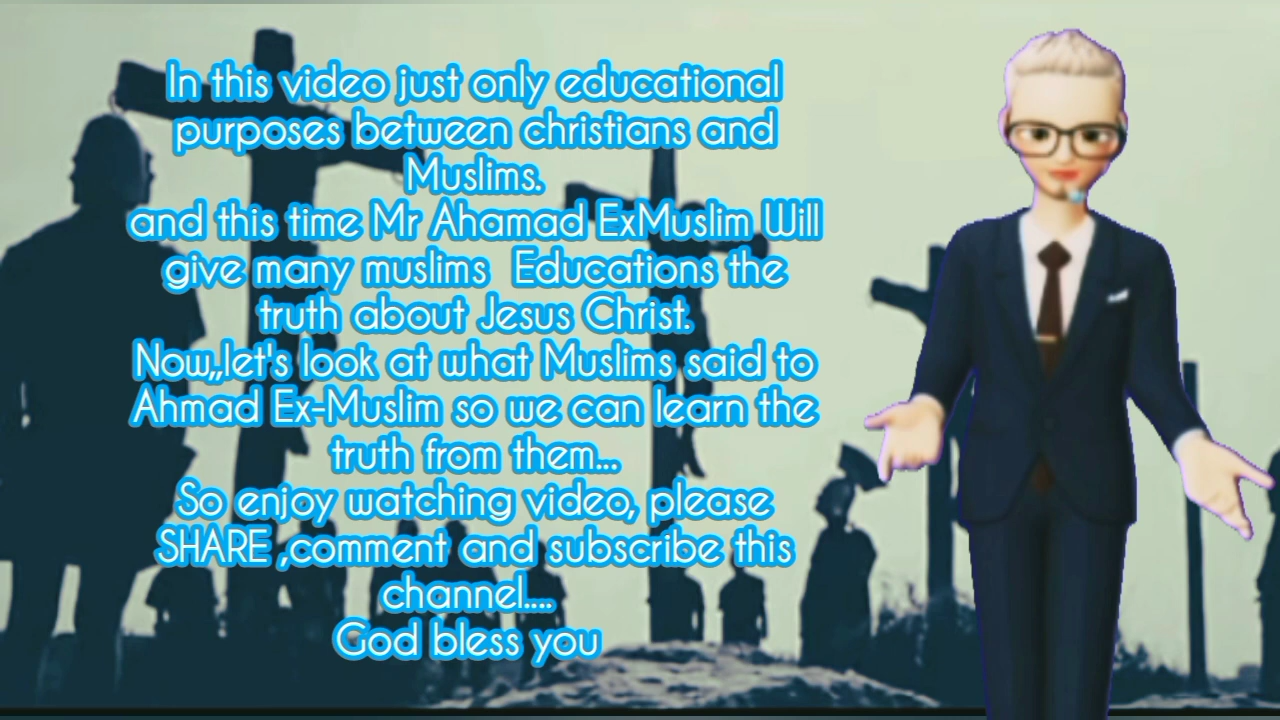 In this video just only educational
purposes between christians and
Muslims.
and this time Mr Ahamad ExMuslim Will
give many muslims Educations the
truth about Jesus Christ.
Now,,let's look at what Muslims said to
Ahmad Ex-Muslim so we can learn the
truth from them...
So enjoy watching video, please
SHARE ,comment and subscribe this
channel....
God bless you